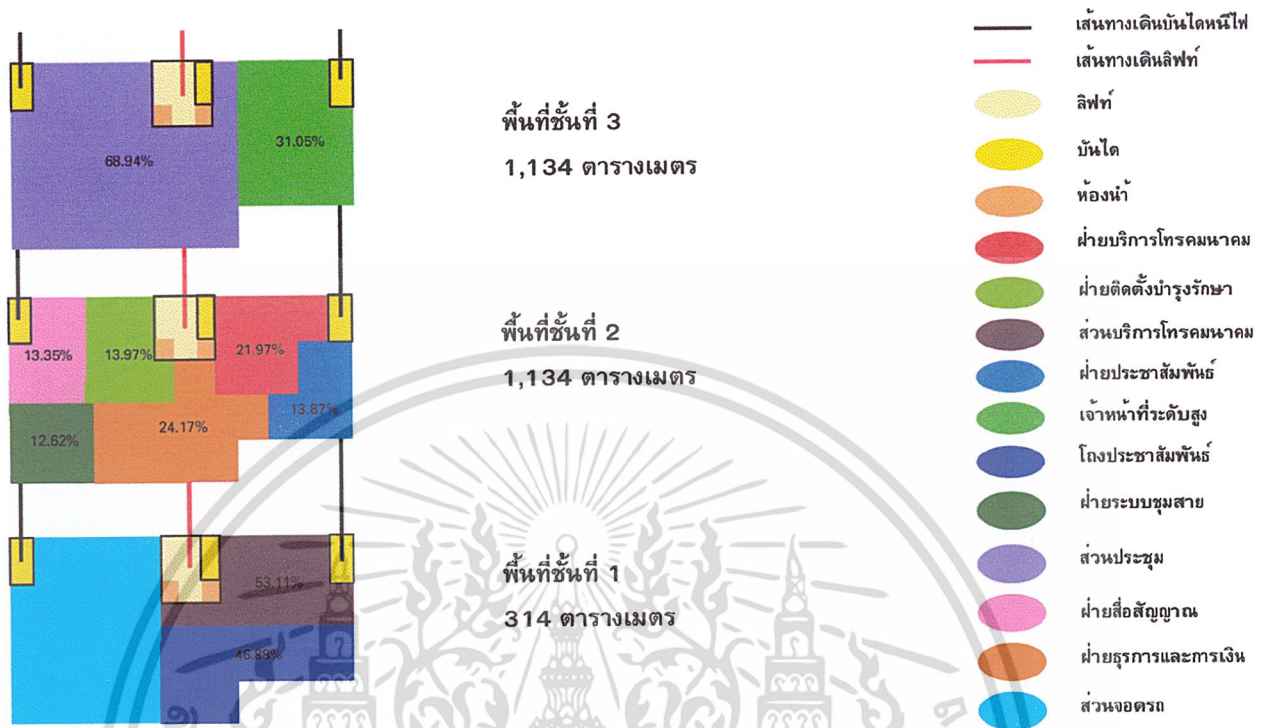 68.94%
31.05%
พื้นที่ชั้นที่ 3
1,134 ตารางเมตร
13.35%
13.97%
21.97%
13.87%
12.62%
24.17%
พื้นที่ชั้นที่ 2
1,134 ตารางเมตร
53.11%
46.88%
พื้นที่ชั้นที่ 1
314 ตารางเมตร
เส้นทางเดินบันไดหนีไฟ
เส้นทางเดินลิฟท์
ลิฟท์
บันได
ห้องน้ำ
ฝ่ายบริการโทรคมนาคม
ฝ่ายติดตั้งบำรุงรักษา
ส่วนบริการโทรคมนาคม
ฝ่ายประชาสัมพันธ์
เจ้าหน้าที่ระดับสูง
โถงประชาสัมพันธ์
ฝ่ายระบบชุมสาย
ส่วนประชุม
ฝ่ายสื่อสัญญาณ
ฝ่ายธุรการและการเงิน
ส่วนจอดรถ